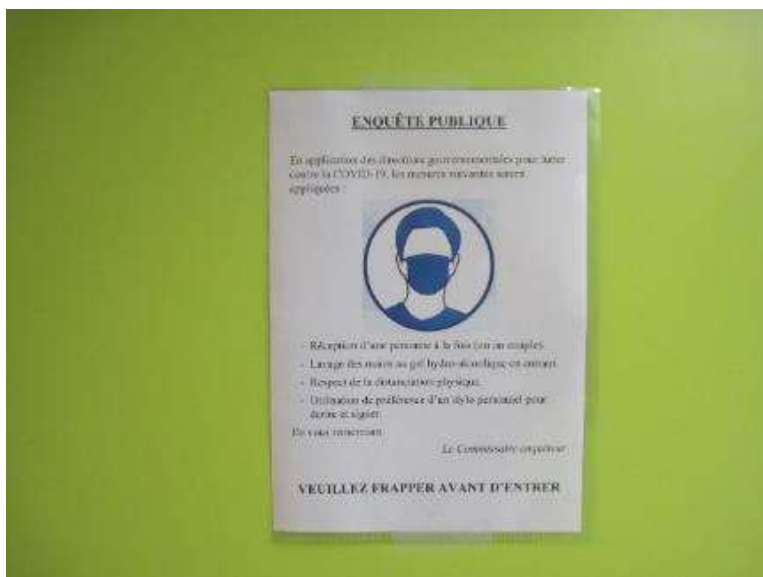 ENQUÊTE PUBLIQUE
En application des directives gouvernementales pour lutter
contre la COVID-19, les mesures suivantes seront
appliquées :
- Réception d'une personne à la fois (ou un couple).
- Lavage des mains au gel hydro-alcoolique en entrant.
- Respect de la distanciation physique.
- Utilisation de préférence d'un stylo personnel pour
écrire et signer.
En vous remerciant.
Le Commissaire enquêteur
VEUILLEZ FRAPPER AVANT D'ENTRER